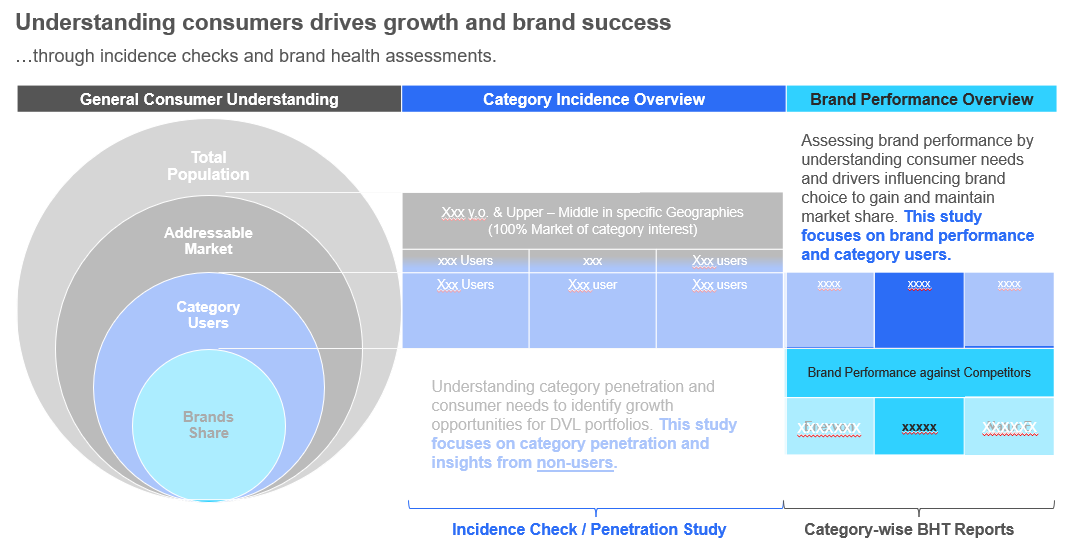 Understanding consumers drives growth and brand success
…through incidence checks and brand health assessments.
General Consumer Understanding
Category Incidence Overview
Brand Performance Overview
Total
Population
Addressable
Market
Category
Users
Brands
Share
Xxx y.o. & Upper – Middle in specific Geographies
(100% Market of category interest)
xxx Users
xxx
Xxx users
Xxx Users
Xxx user
Xxx users
Understanding category penetration and
consumer needs to identify growth
opportunities for DVL portfolios. This study
focuses on category penetration and
insights from non-users.
Assessing brand performance by
understanding consumer needs
and drivers influencing brand
choice to gain and maintain
market share. This study
focuses on brand performance
and category users.
xxxx
xxxx
xxxx
Brand Performance against Competitors
xxxxx
Incidence Check / Penetration Study
Category-wise BHT Reports